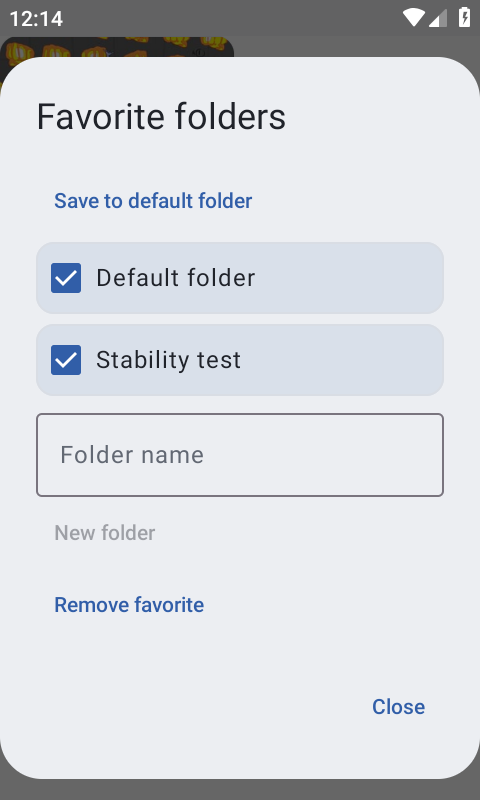 12:14
Favorite folders
Save to default folder
Default folder
Stability test
Folder name
New folder
Remove favorite
Close